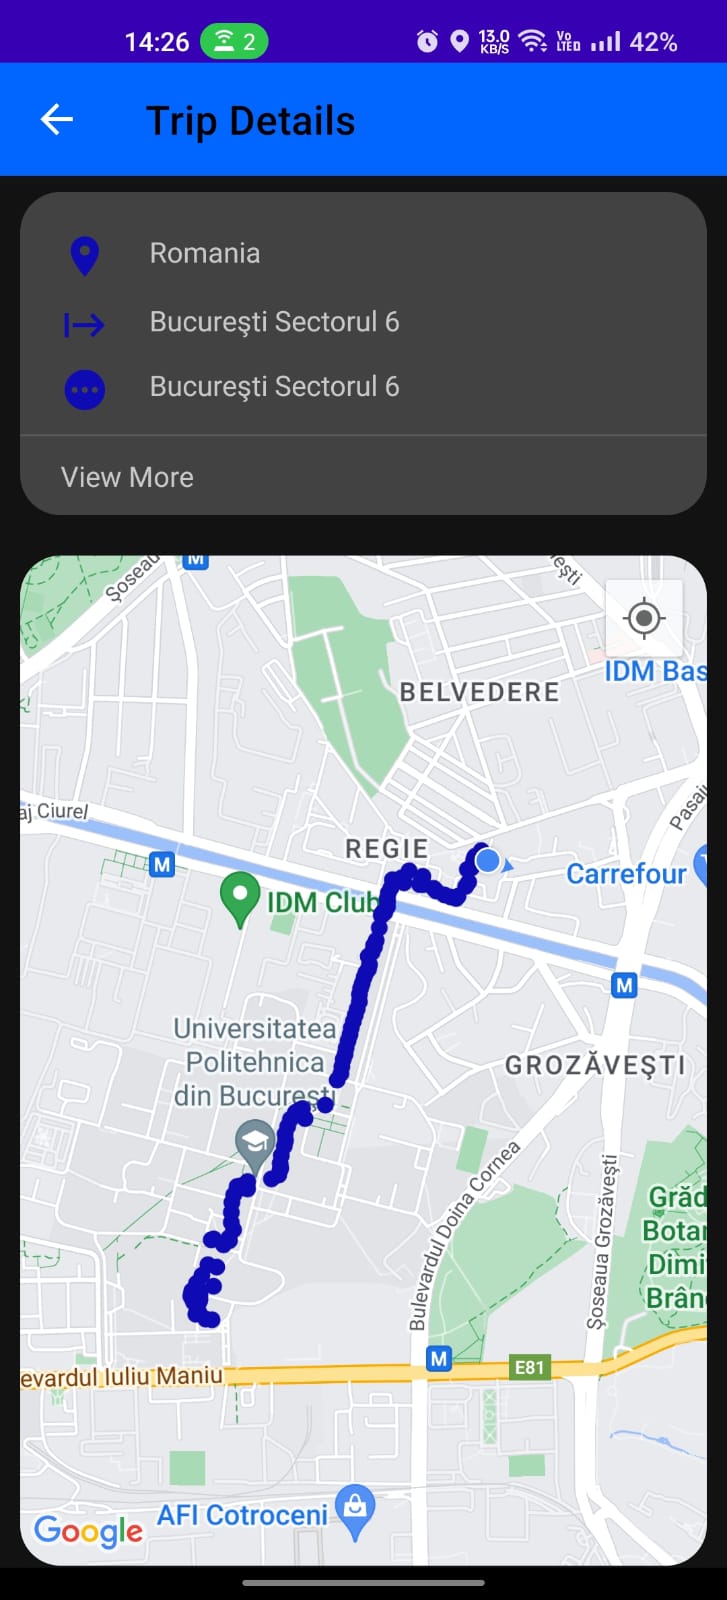 14:26 2 13.0 KB/S Vo LTED 42%
Trip Details
Romania
Bucureşti Sectorul 6
Bucureşti Sectorul 6
View More
M
Şoseau
eşti
IDM Bas
BELVEDERE
aj Ciurel
Pasaj
REGIE
M
Carrefour
IDM Club
M
Universitatea
Politehnica
din Bucureşti
GROZĂVEŞTI
Bulevardul Doina Cornea
Şoseaua Grozăveşti
Grăd
Botar
Dimi
Brân
M
E81
evardul Iuliu Maniu
AFI Cotroceni
Google